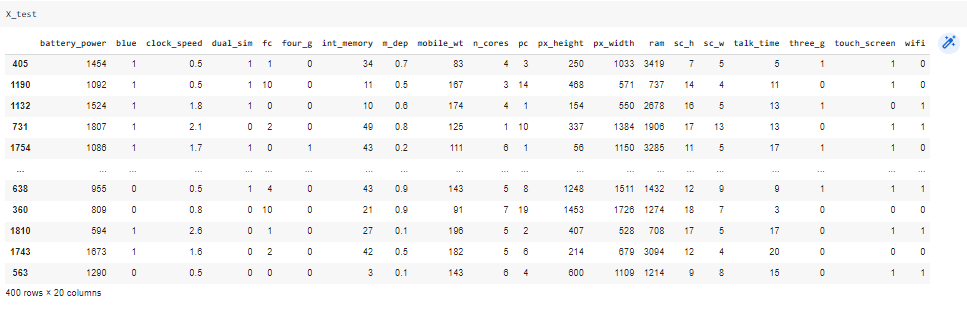 X_test
battery_power blue clock_speed dual_sim fc four_g int_memory m_dep mobile_wt n_cores pc px_height px_width ram sc_h sc_w talk_time three_g touch_screen wifi
405 1454 1 0.5 1 1 0 34 0.7 83 4 3 250 1033 3419 7 5 5 1 1 0
1190 1092 1 0.5 1 10 0 11 0.5 167 3 14 468 571 737 14 4 11 0 1 0
1132 1524 1 1.8 1 0 0 10 0.6 174 4 1 154 550 2678 16 5 13 1 0 1
731 1807 1 2.1 0 2 0 49 0.8 125 1 10 337 1384 1906 17 13 13 0 1 1
1754 1086 1 1.7 1 0 1 43 0.2 111 6 1 56 1150 3285 11 5 17 1 1 0
... ... ... ... ... ... ... ... ... ... ... ... ... ... ... ... ... ... ... ... ...
638 955 0 0.5 1 4 0 43 0.9 143 5 8 1248 1511 1432 12 9 9 1 1 1
360 809 0 0.8 0 10 0 21 0.9 91 7 19 1453 1726 1274 18 7 3 0 0 0
1810 594 1 2.6 0 1 0 27 0.1 196 5 2 407 528 708 17 5 17 0 1 1
1743 1673 1 1.6 0 2 0 42 0.5 182 5 6 214 679 3094 12 4 20 0 0 0
563 1290 0 0.5 0 0 0 3 0.1 143 6 4 600 1109 1214 9 8 15 0 1 1
400 rows × 20 columns